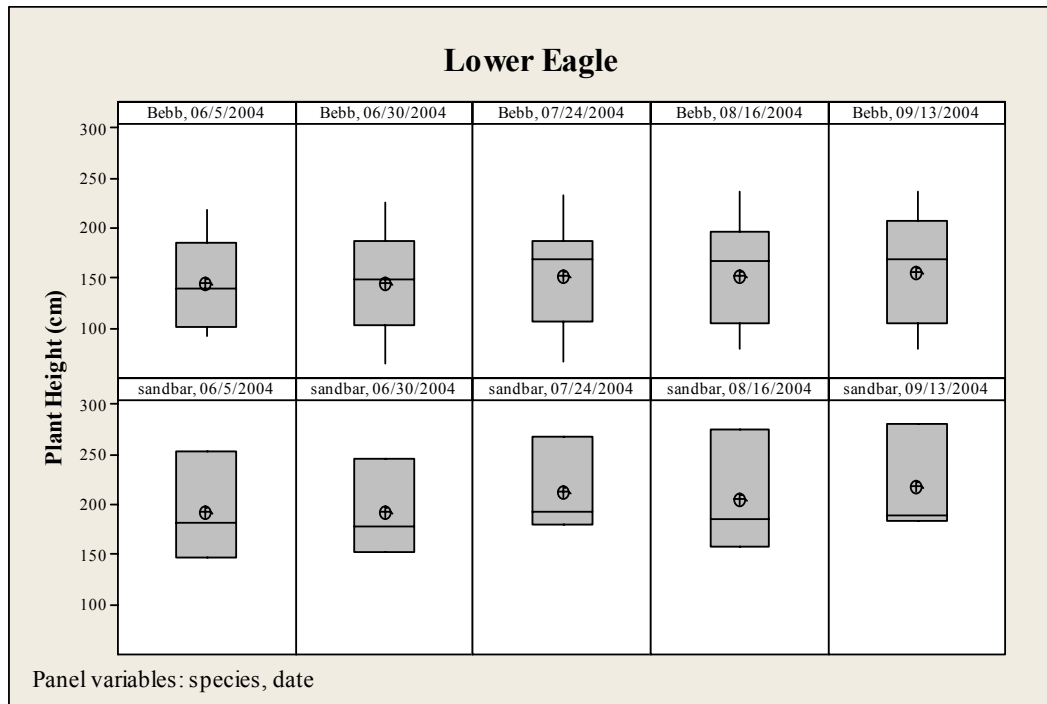 Lower Eagle
Bebb, 06/5/2004 Bebb, 06/30/2004 Bebb, 07/24/2004 Bebb, 08/16/2004 Bebb, 09/13/2004
300
250
200
150
100
Plant Height (cm)
sandbar, 06/5/2004 sandbar, 06/30/2004 sandbar, 07/24/2004 sandbar, 08/16/2004 sandbar, 09/13/2004
300
250
200
150
100
Panel variables: species, date